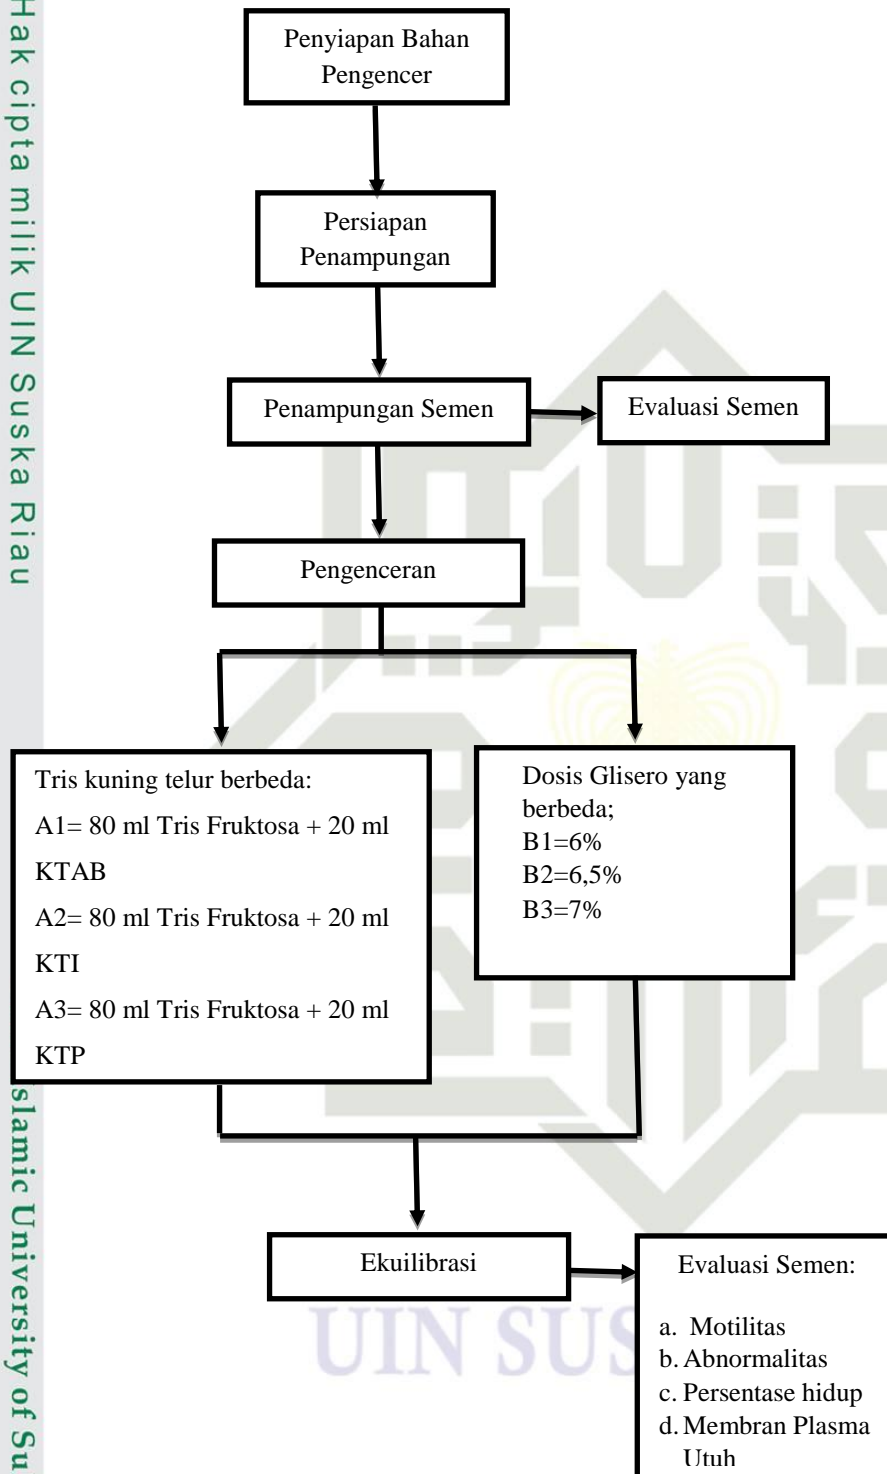 Hak cipta milik UIN Suska Riau
Penyiapan Bahan
Pengencer
Persiapan
Penampungan
Penampungan Semen
Evaluasi Semen
Pengenceran
Tris kuning telur berbeda:
A1= 80 ml Tris Fruktosa + 20 ml
KTAB
A2= 80 ml Tris Fruktosa + 20 ml
KTI
A3= 80 ml Tris Fruktosa + 20 ml
KTP
Dosis Glisero yang
berbeda;
B1=6%
B2=6,5%
B3=7%
slamic University of Su
Ekuilibrasi
Evaluasi Semen:
a. Motilitas
b. Abnormalitas
c. Persentase hidup
d. Membran Plasma
Utuh
UIN SUS